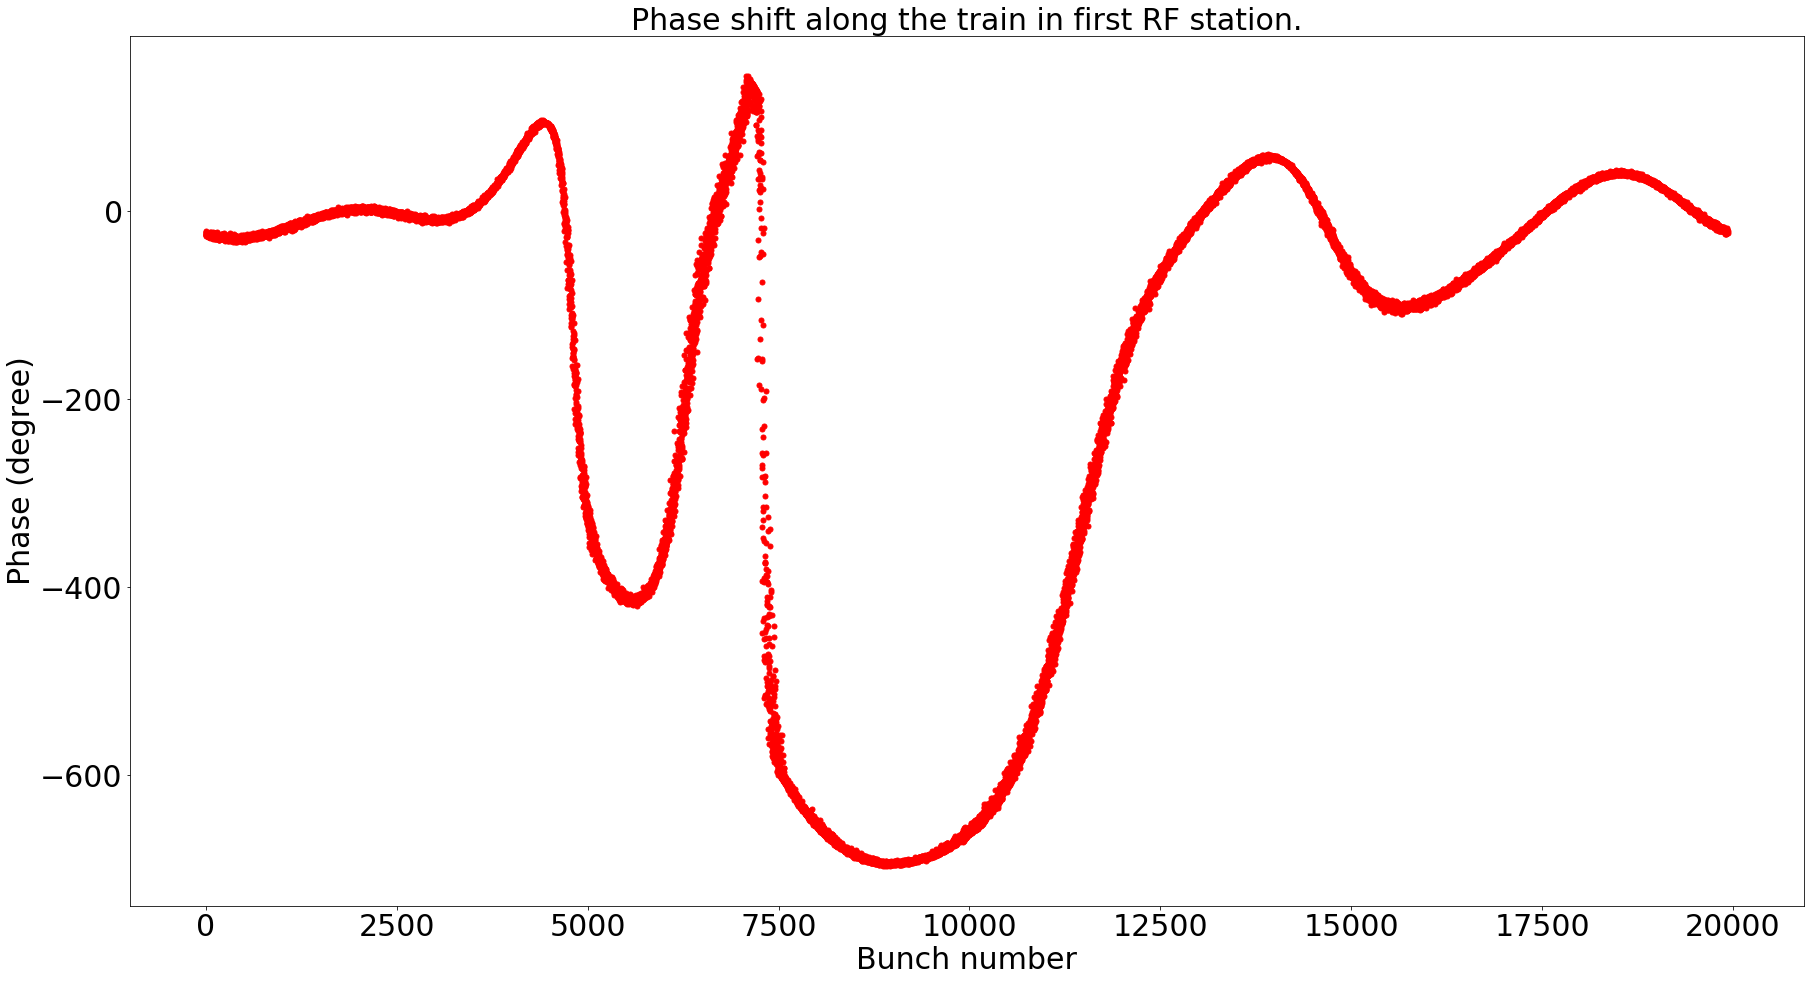 Phase shift along the train in first RF station.
Phase (degree)
0
−200
−400
−600
0 2500 5000 7500 10000 12500 15000 17500 20000
Bunch number